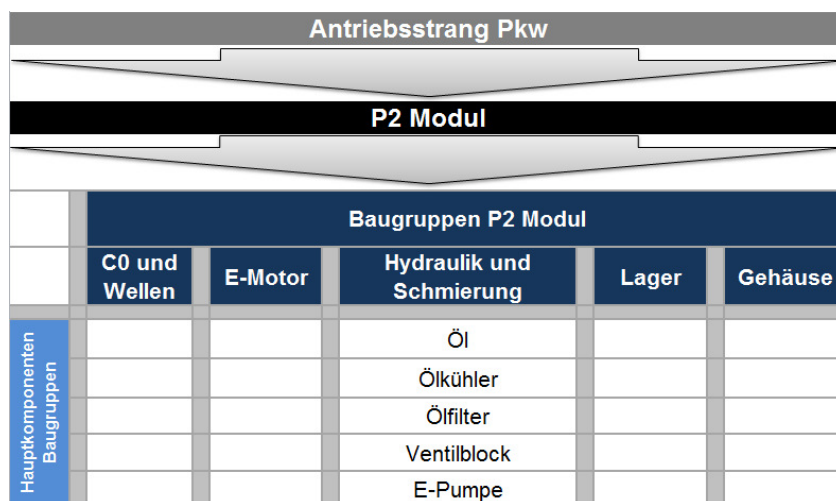 Antriebsstrang Pkw
P2 Modul
Baugruppen P2 Modul
C0 und
Wellen
E-Motor
Hydraulik und
Schmierung
Lager
Gehäuse
Hauptkomponenten
Baugruppen
Öl
Ölkühler
Ölfilter
Ventilblock
E-Pumpe